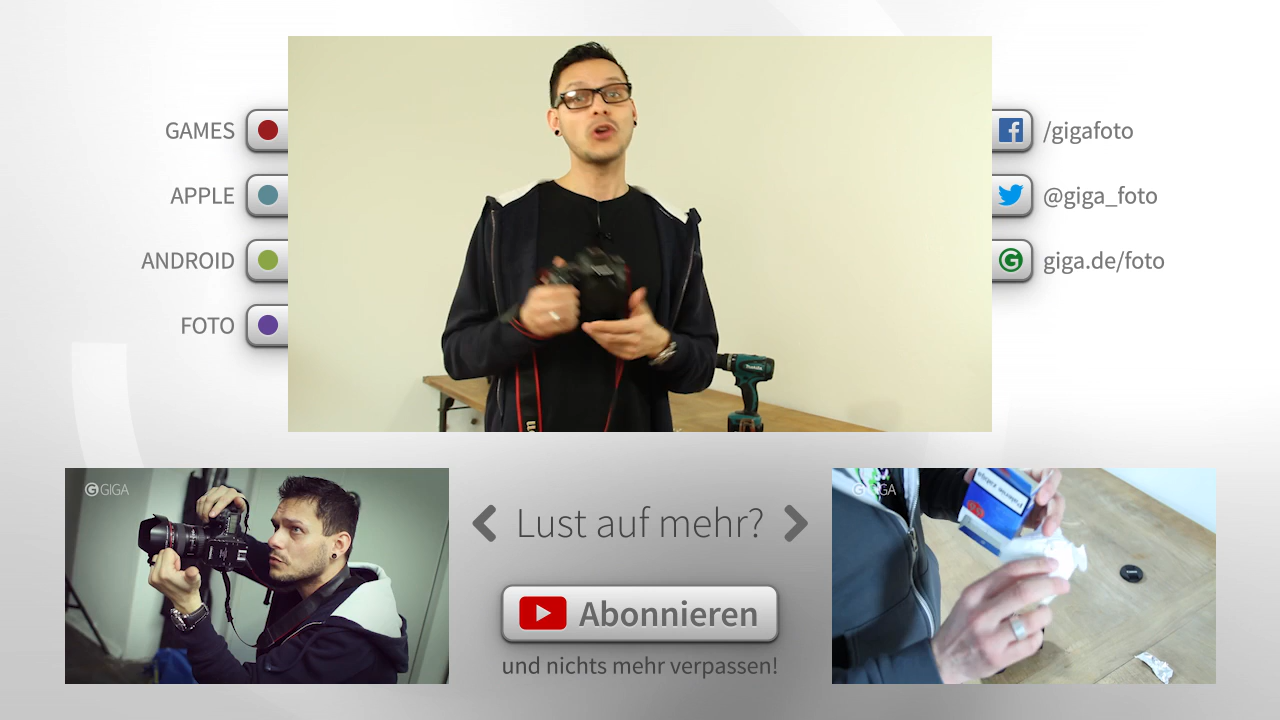 GAMES
APPLE
ANDROID
FOTO
/gigafoto
@giga_foto
giga.de/foto
makita
GIGA
Lust auf mehr?
Abonnieren
und nichts mehr verpassen!
GIGA